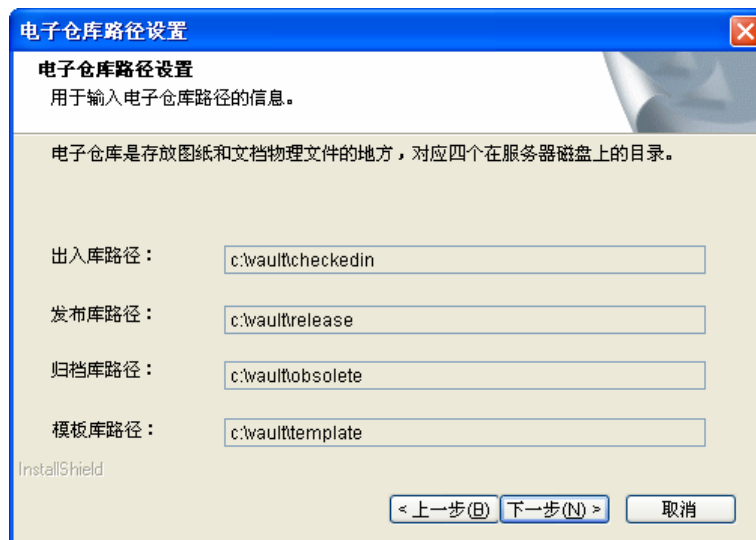 电子仓库路径设置
电子仓库路径设置
用于输入电子仓库路径的信息。
电子仓库是存放图纸和文档物理文件的地方，对应四个在服务器磁盘上的目录。
出入库路径： c:\vault\checkedin
发布库路径： c:\vault\release
归档库路径： c:\vault\obsolete
模板库路径： c:\vault\template
InstallShield
< 上一步(B) 下一步(N) > 取消